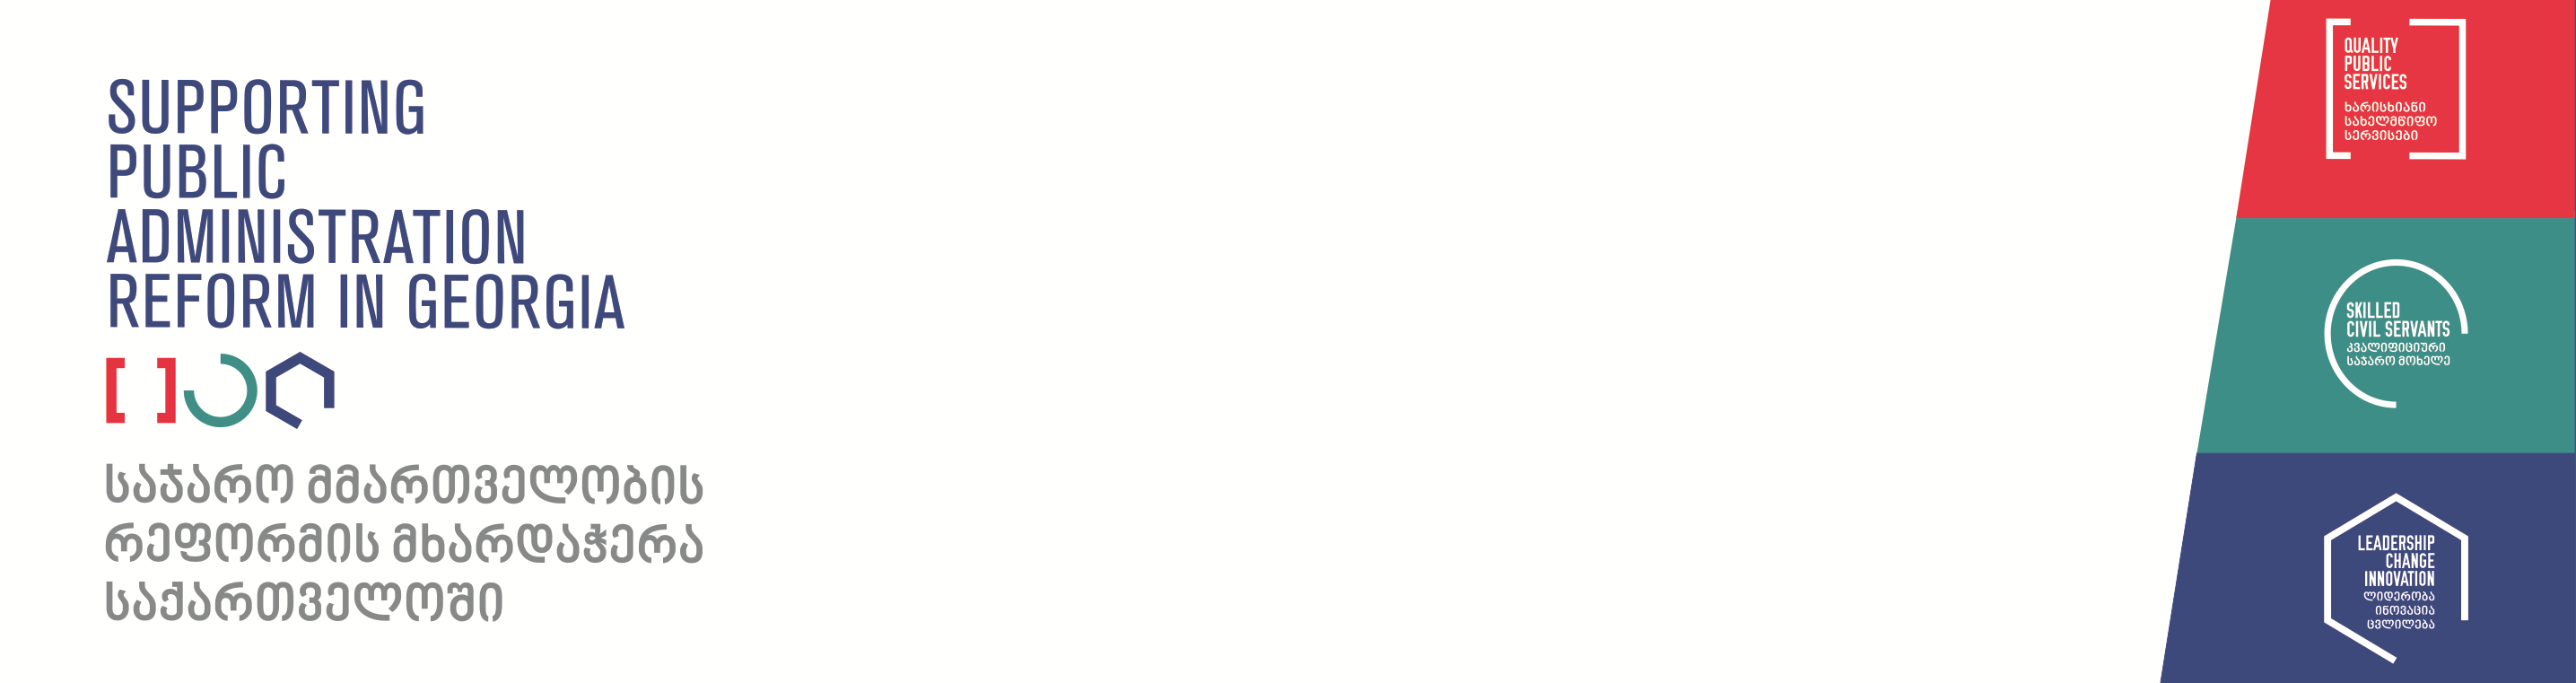 SUPPORTING
PUBLIC
ADMINISTRATION
REFORM IN GEORGIA
საჯარო მმართველობის
რეფორმის მხარდაჭერა
საქართველოში
QUALITY
PUBLIC
SERVICES
ხარისხიანი
სახელმწიფო
სერვისები
SKILLED
CIVIL SERVANTS
კვალიფიციური
საჯარო მოხელე
LEADERSHIP
CHANGE
INNOVATION
ლიდერობა
ინოვაცია
ცვლილება